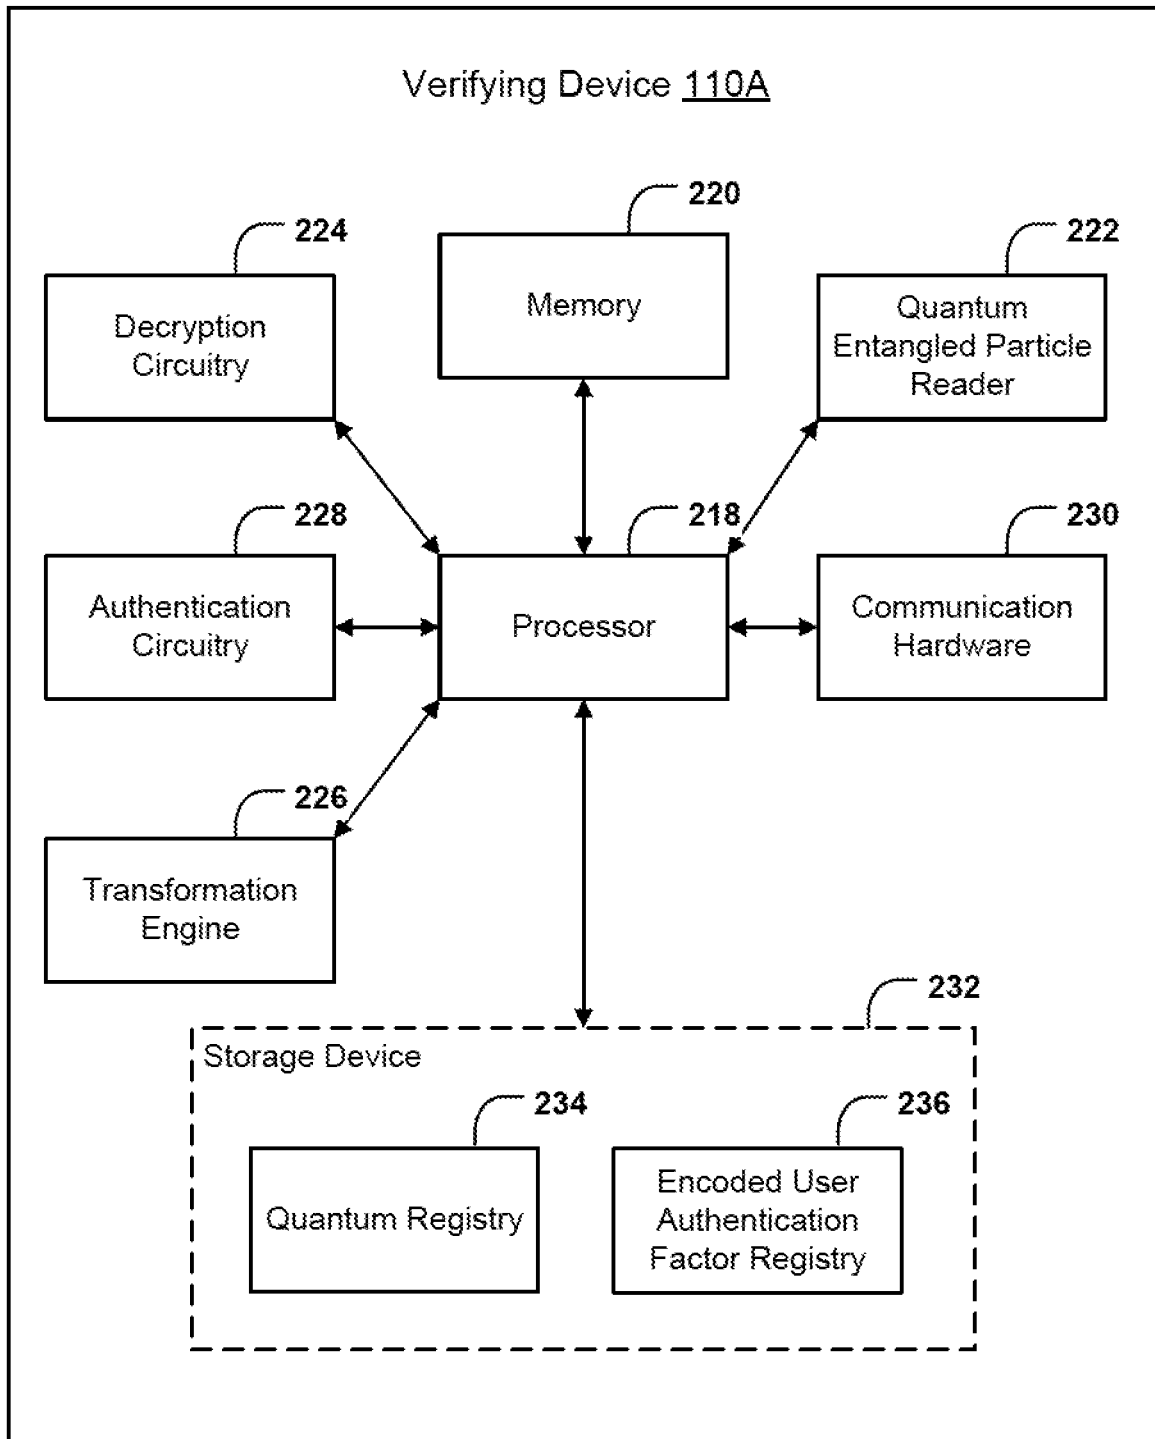 Verifying Device 110A
220
224
222
Memory
Decryption
Circuitry
Quantum
Entangled Particle
Reader
228
218
230
Authentication
Circuitry
Processor
Communication
Hardware
226
Transformation
Engine
232
Storage Device
234
236
Quantum Registry
Encoded User
Authentication
Factor Registry